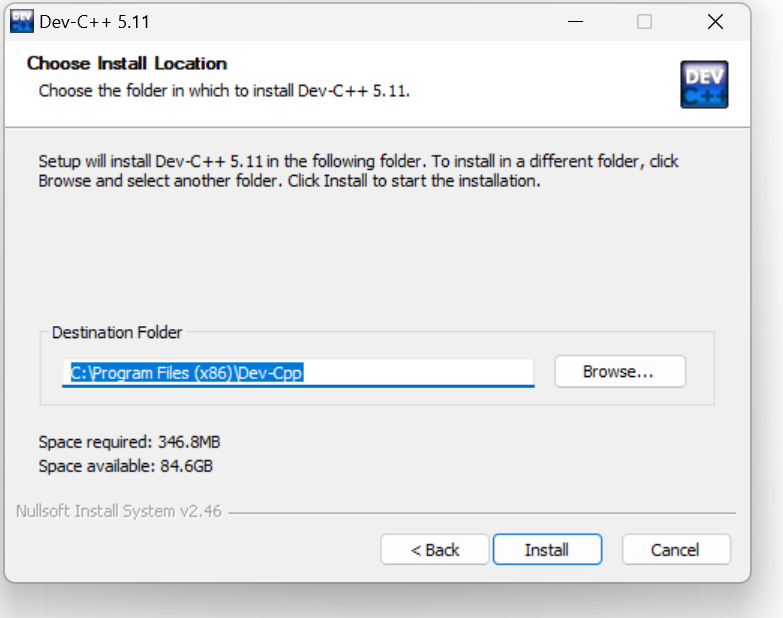 Dev-C++ 5.11
Choose Install Location
Choose the folder in which to install Dev-C++ 5.11.
DEV
C++
Setup will install Dev-C++ 5.11 in the following folder. To install in a different folder, click
Browse and select another folder. Click Install to start the installation.
Destination Folder
C:\Program Files (x86)\Dev-Cpp
Browse...
Space required: 346.8MB
Space available: 84.6GB
Nullsoft Install System v2.46
< Back
Install
Cancel